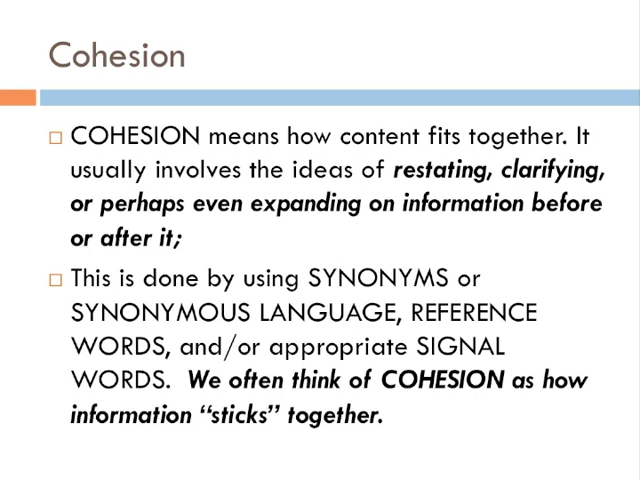 Cohesion
COHESION means how content fits together. It
usually involves the ideas of restating, clarifying,
or perhaps even expanding on information before
or after it;
This is done by using SYNONYMS or
SYNONYMOUS LANGUAGE, REFERENCE
WORDS, and/or appropriate SIGNAL
WORDS. We often think of COHESION as how
information “sticks” together.